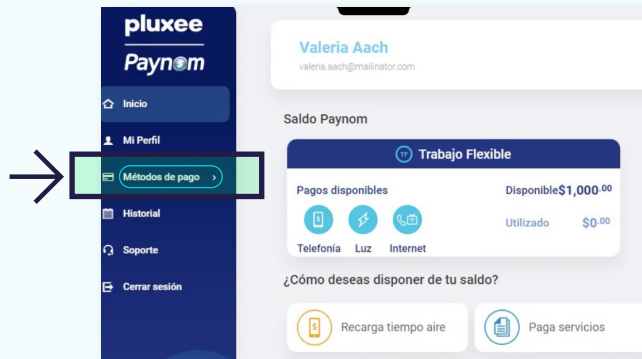 pluxee
Paynom
Inicio
Mi Perfil
Métodos de pago
Historial
Soporte
Cerrar sesión
Valeria Aach
valeria.aach@mailinator.com
Saldo Paynom
TF Trabajo Flexible
Pagos disponibles
Telefonía Luz Internet
Disponible $1,000.00
Utilizado $0.00
¿Cómo deseas disponer de tu saldo?
Recarga tiempo aire
Paga servicios